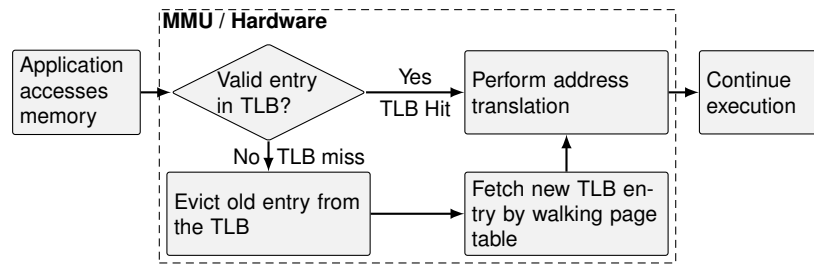 MMU / Hardware
Application
accesses
memory
Valid entry
in TLB?
Yes
TLB Hit
Perform address
translation
Continue
execution
No TLB miss
Evict old entry from
the TLB
Fetch new TLB en-
try by walking page
table